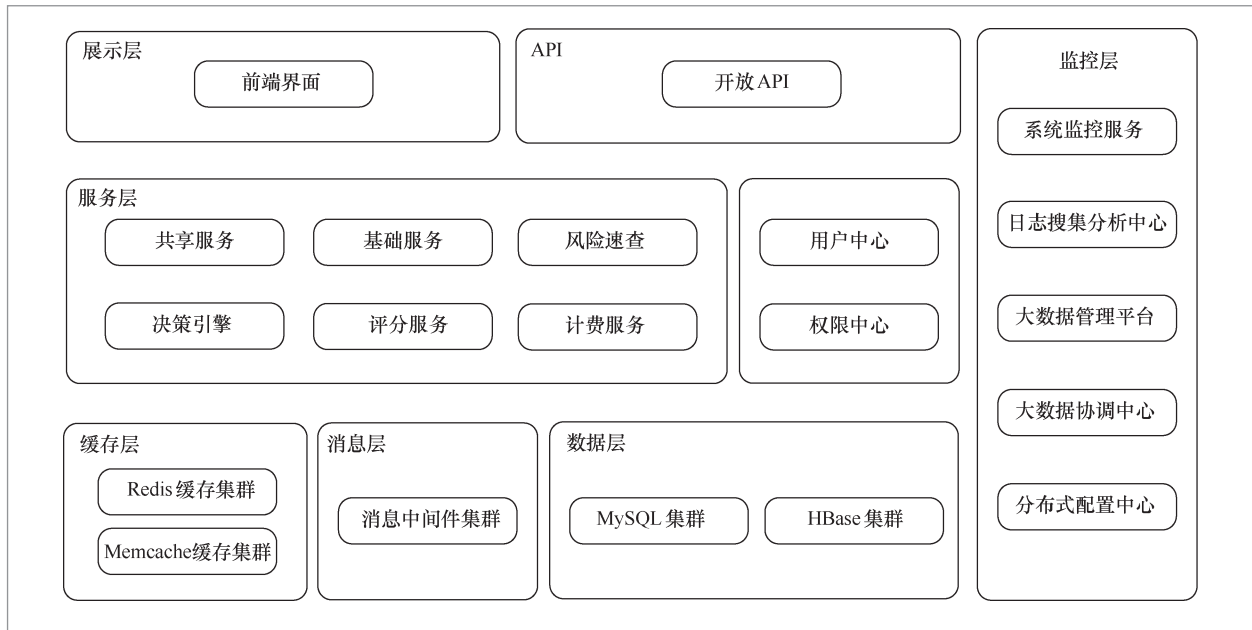 展示层
前端界面
API
开放API
服务层
共享服务
基础服务
风险速查
决策引擎
评分服务
计费服务
用户中心
权限中心
缓存层
Redis 缓存集群
Memcache缓存集群
消息层
消息中间件集群
数据层
MySQL 集群
HBase 集群
监控层
系统监控服务
日志搜集分析中心
大数据管理平台
大数据协调中心
分布式配置中心